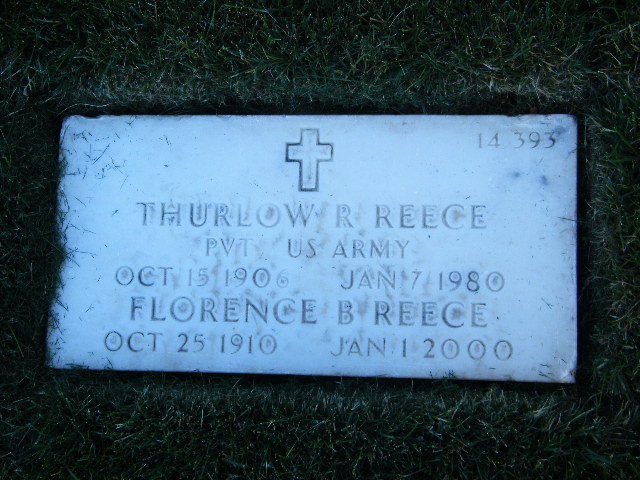 14 393
THURLOW R REECE
PVT US ARMY
OCT 15 1906 JAN 7 1980
FLORENCE B REECE
OCT 25 1910 JAN 1 2000